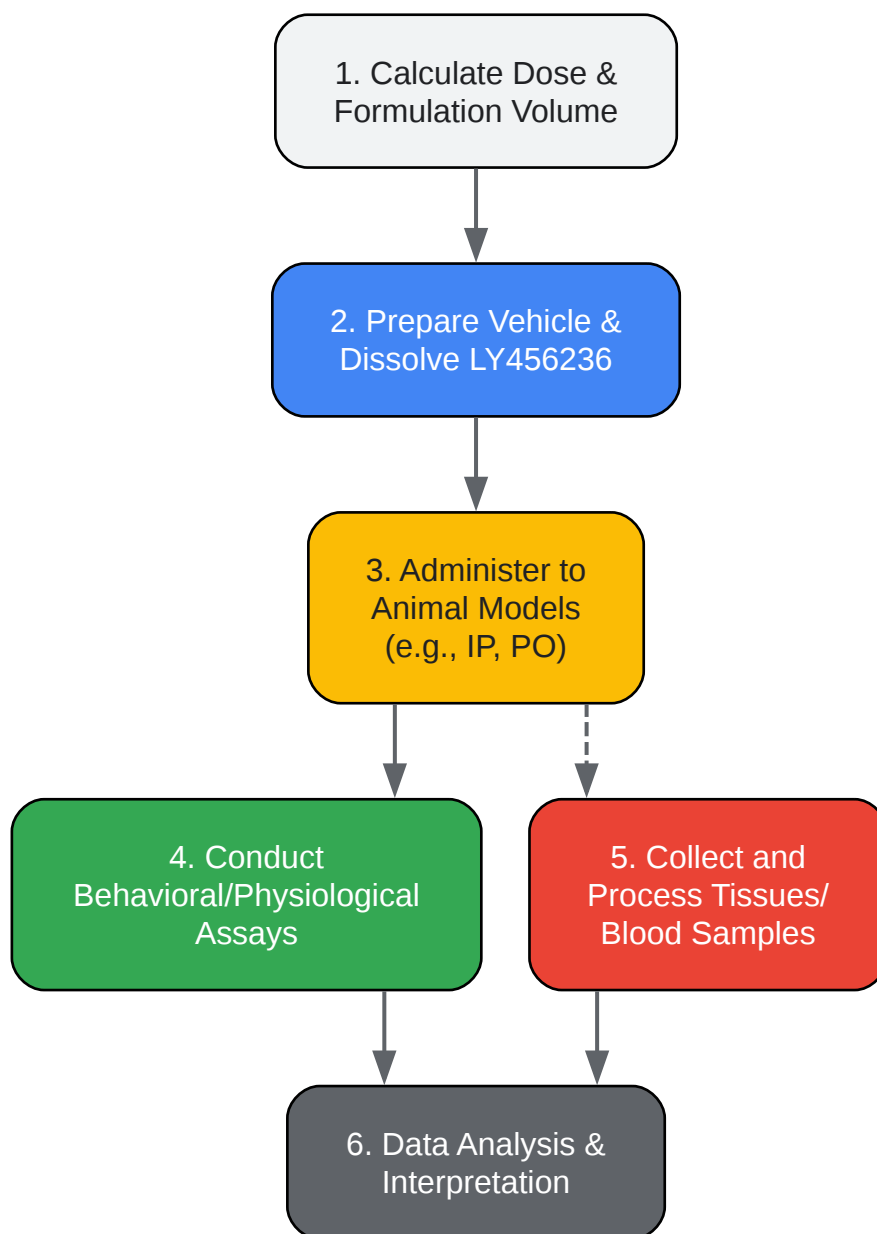 1. Calculate Dose &
Formulation Volume
2. Prepare Vehicle &
Dissolve LY456236
3. Administer to
Animal Models
(e.g., IP, PO)
4. Conduct
Behavioral/Physiological
Assays
5. Collect and
Process Tissues/
Blood Samples
6. Data Analysis &
Interpretation